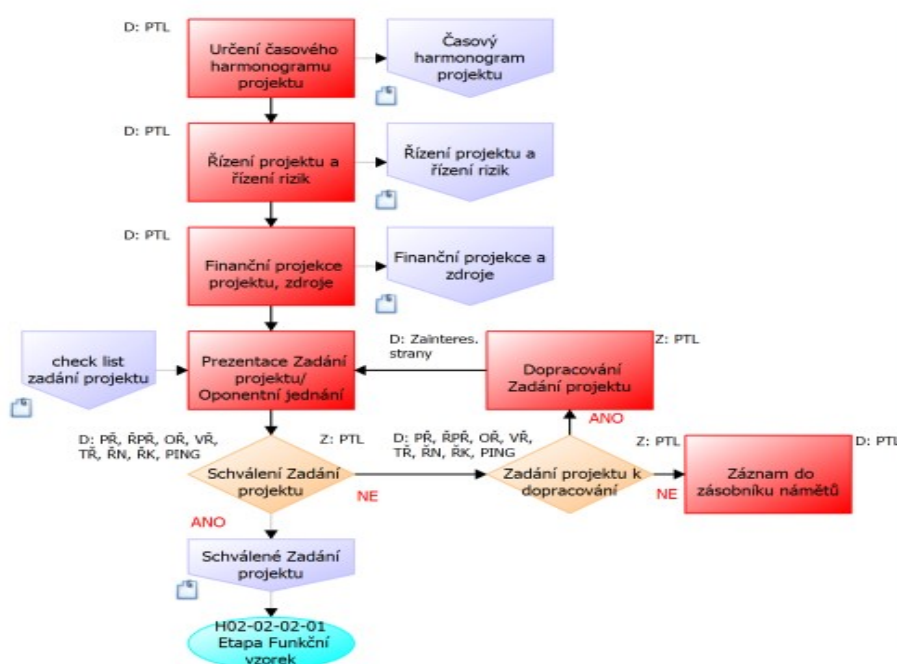 D: PTL
Určení časového
harmonogramu
projektu
Časový
harmonogram
projektu
D: PTL
Řízení projektu a
řízení rizik
Řízení projektu a
řízení rizik
D: PTL
Finanční projekce
projektu, zdroje
Finanční projekce a
zdroje
check list
zadání projektu
Prezentace Zadání
projektu/
Oponentní jednání
D: Zainteres.
strany
Dopracování
Zadání projektu
Z: PTL
ANO
D: PŘ, ŘPŘ, OŘ, VŘ,
TŘ, ŘN, ŘK, PING
Z: PTL
Schválení Zadání
projektu
NE
D: PŘ, ŘPŘ, OŘ, VŘ,
TŘ, ŘN, ŘK, PING
Z: PTL
Zadání projektu k
dopracování
NE
D: PTL
Záznam do
zásobníku námětů
ANO
Schválené Zadání
projektu
H02-02-02-01
Etapa Funkční
vzorek